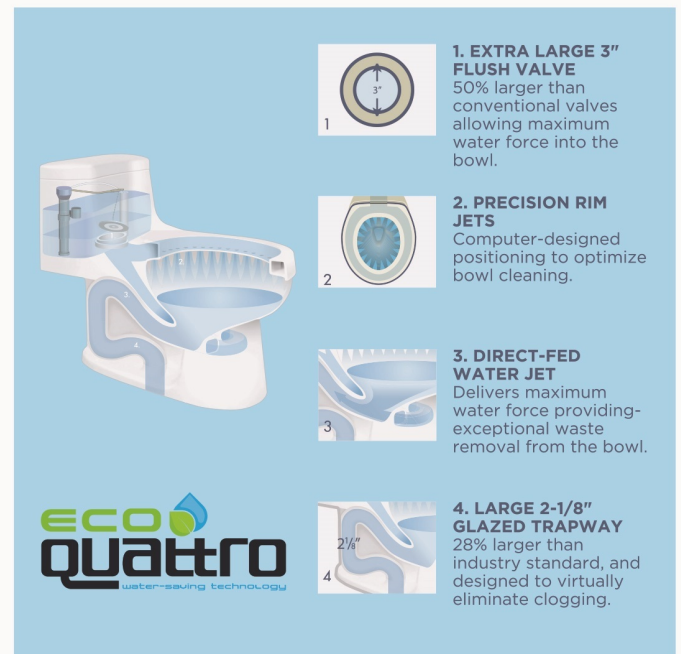 3"
1
1. EXTRA LARGE 3"
FLUSH VALVE
50% larger than
conventional valves
allowing maximum
water force into the
bowl.
2
2. PRECISION RIM
JETS
Computer-designed
positioning to optimize
bowl cleaning.
2.
3.
4.
3
3. DIRECT-FED
WATER JET
Delivers maximum
water force providing-
exceptional waste
removal from the bowl.
ECO
QUATTRO
water-saving technology
2⅛"
4
4. LARGE 2-1/8"
GLAZED TRAPWAY
28% larger than
industry standard, and
designed to virtually
eliminate clogging.